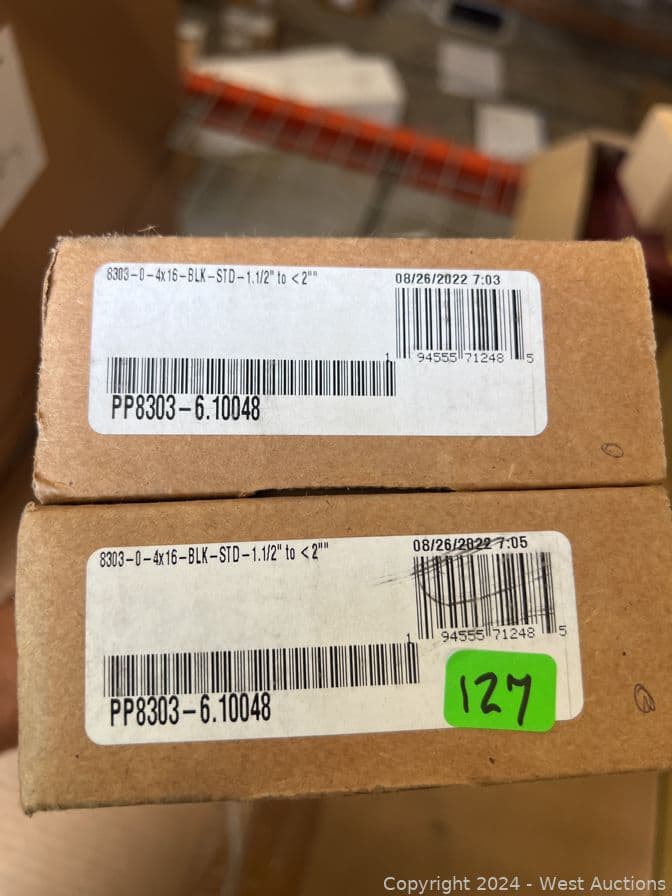 8303-0-4x16-BLK-STD-1.1/2" to <2""
08/26/2022 7:03
1 94555 71248 5
PP8303-6.10048
8303-0-4x16-BLK-STD-1.1/2" to <2""
08/26/2022 7:05
1 94555 71248 5
PP8303-6.10048
127
Copyright © 2024 - West Auctions